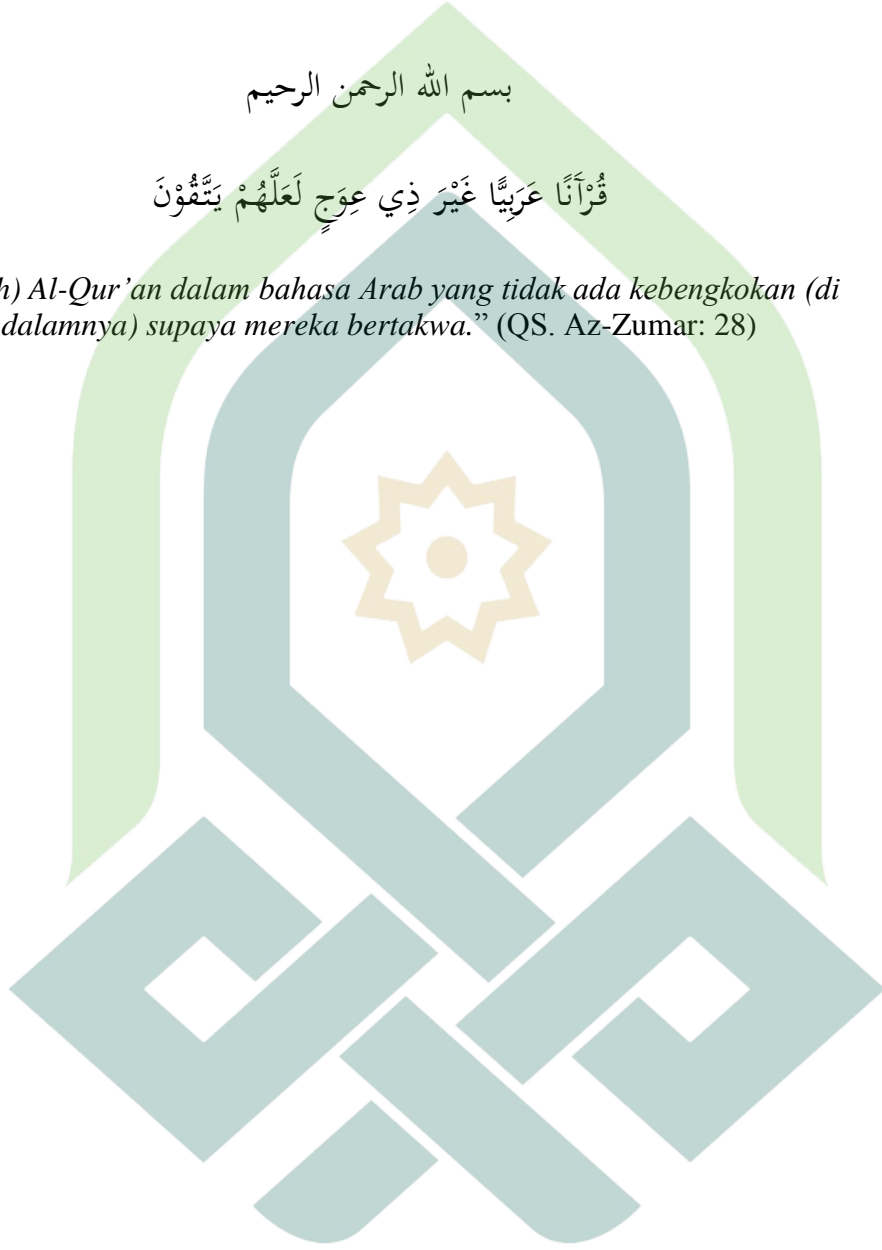 بسم الله الرحمن الرحيم
قُرْآَنًا عَرَبِيًّا غَيْرَ ذِي عِوَجٍ لَعَلَّهُمْ يَتَّقُوْنَ
h) Al-Qur’an dalam bahasa Arab yang tidak ada kebengkokan (di
dalamnya) supaya mereka bertakwa.” (QS. Az-Zumar: 28)